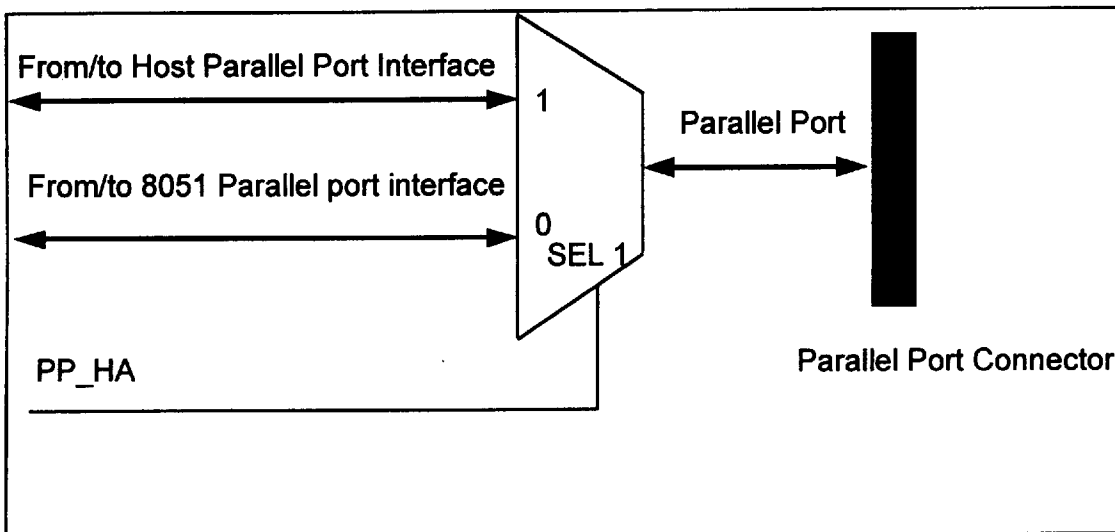 From/to Host Parallel Port Interface
1
Parallel Port
From/to 8051 Parallel port interface
0
SEL 1
PP_HA
Parallel Port Connector